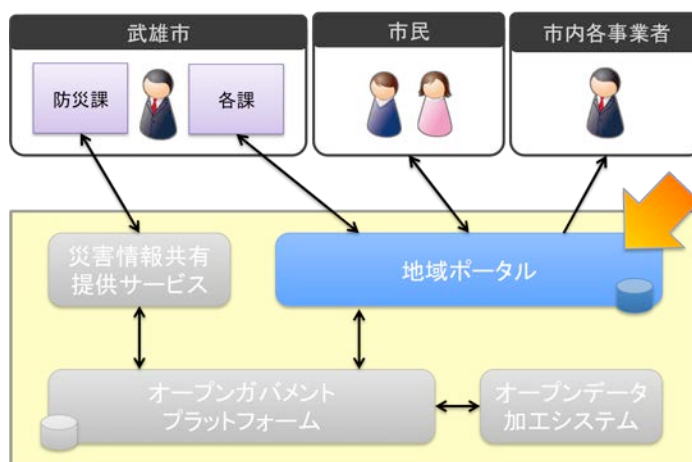 武雄市
市民
市内各事業者
防災課
各課
災害情報共有
提供サービス
地域ポータル
オープンガバメント
プラットフォーム
オープンデータ
加工システム